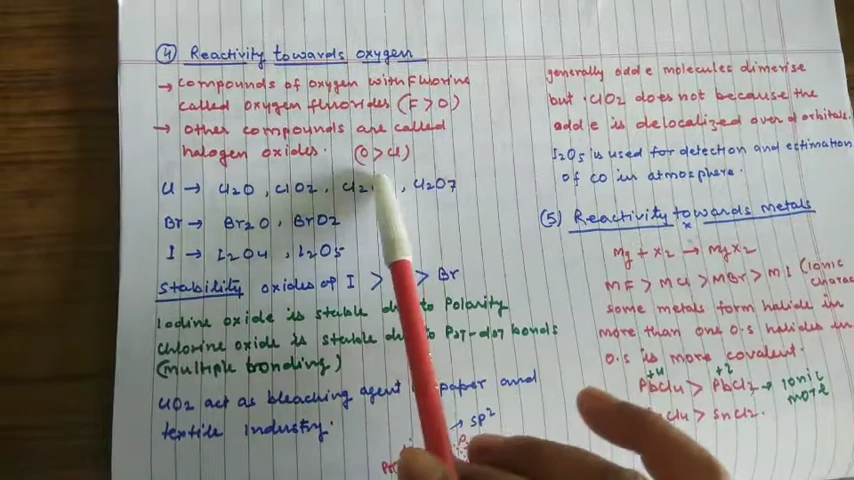 (4) Reactivity towards oxygen
→ compounds of oxygen with Fluorine
called oxygen fluorides (F > O)
→ other compounds are called
halogen oxides. (O > Cl)
Cl → Cl2O, ClO2, Cl2, Cl2O7
Br → Br2O, BrO2
I → I2O4, I2O5
Stability oxides of I > > Br
Iodine oxide is stable due to Polarity
chlorine oxide is stable due to Pπ-dπ bonds
(multiple bonding)
ClO2 act as bleaching agent paper and
textile industry.
→ sp2
generally odd e molecules dimerise
but ClO2 does not because the
odd e is delocalized over d orbitals.
I2O5 is used for detection and estimation
of CO in atmosphere.
(5) Reactivity towards metals
Mg + X2 → MgX2
MF > MCl > MBr > MI (Ionic
some metals form halide in
more than one O.S halides in
O.S is more covalent.
+4 +2
PbCl4 > PbCl2 → Ionic
more
> SnCl2.